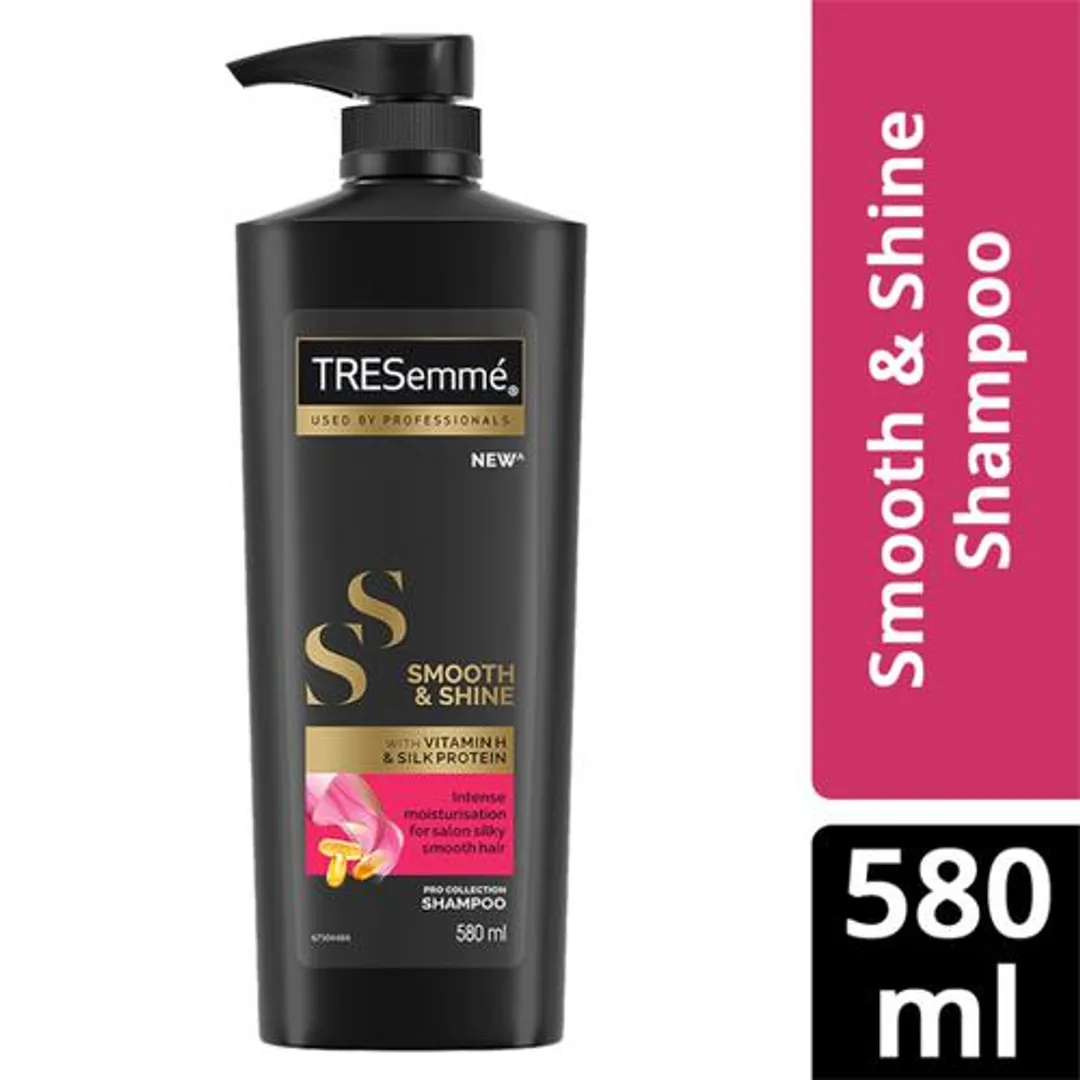 TRESemmé®
USED BY PROFESSIONALS
NEW^
SS
SMOOTH
& SHINE
WITH VITAMIN H
& SILK PROTEIN
Intense
moisturisation
for salon silky
smooth hair
PRO COLLECTION
SHAMPOO
580 ml
Smooth & Shine
Shampoo
580
ml